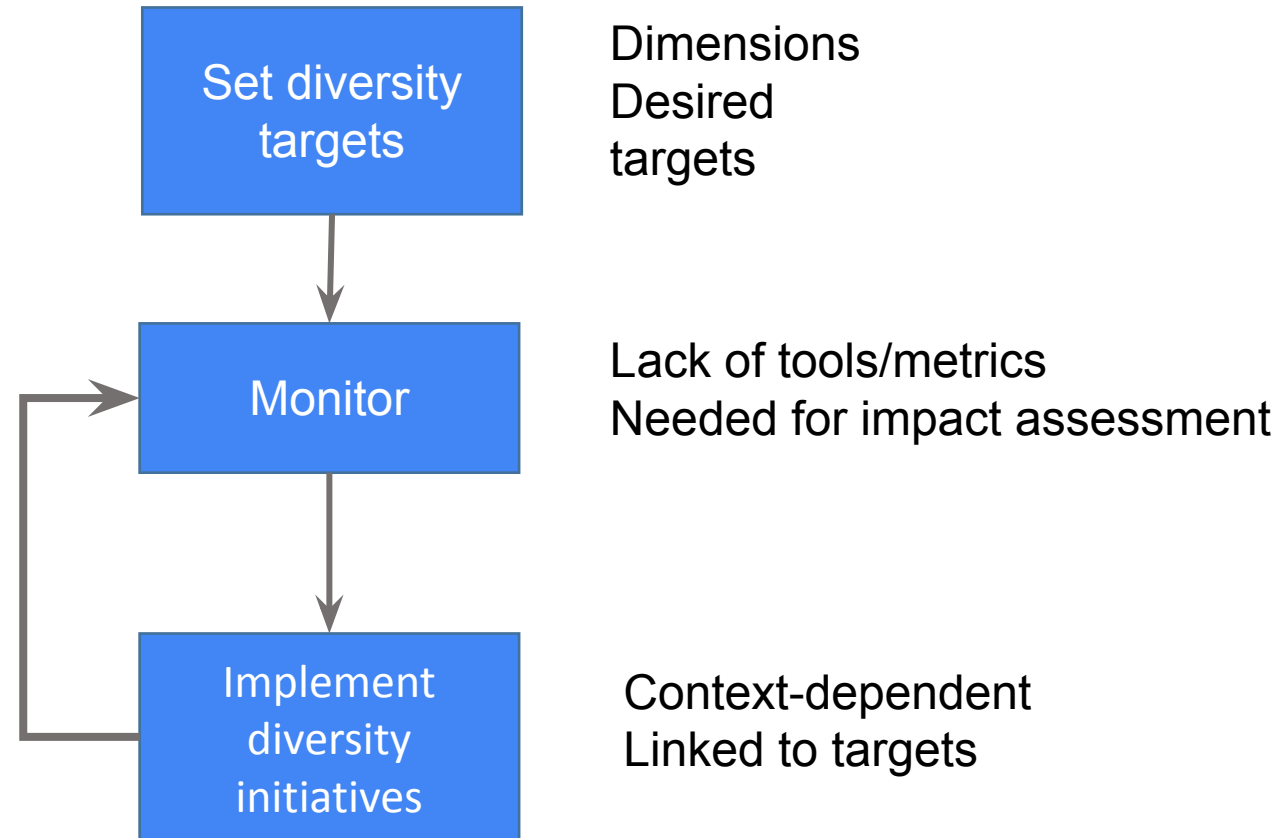 Set diversity
targets
Dimensions
Desired
targets
Monitor
Lack of tools/metrics
Needed for impact assessment
Implement
diversity
initiatives
Context-dependent
Linked to targets